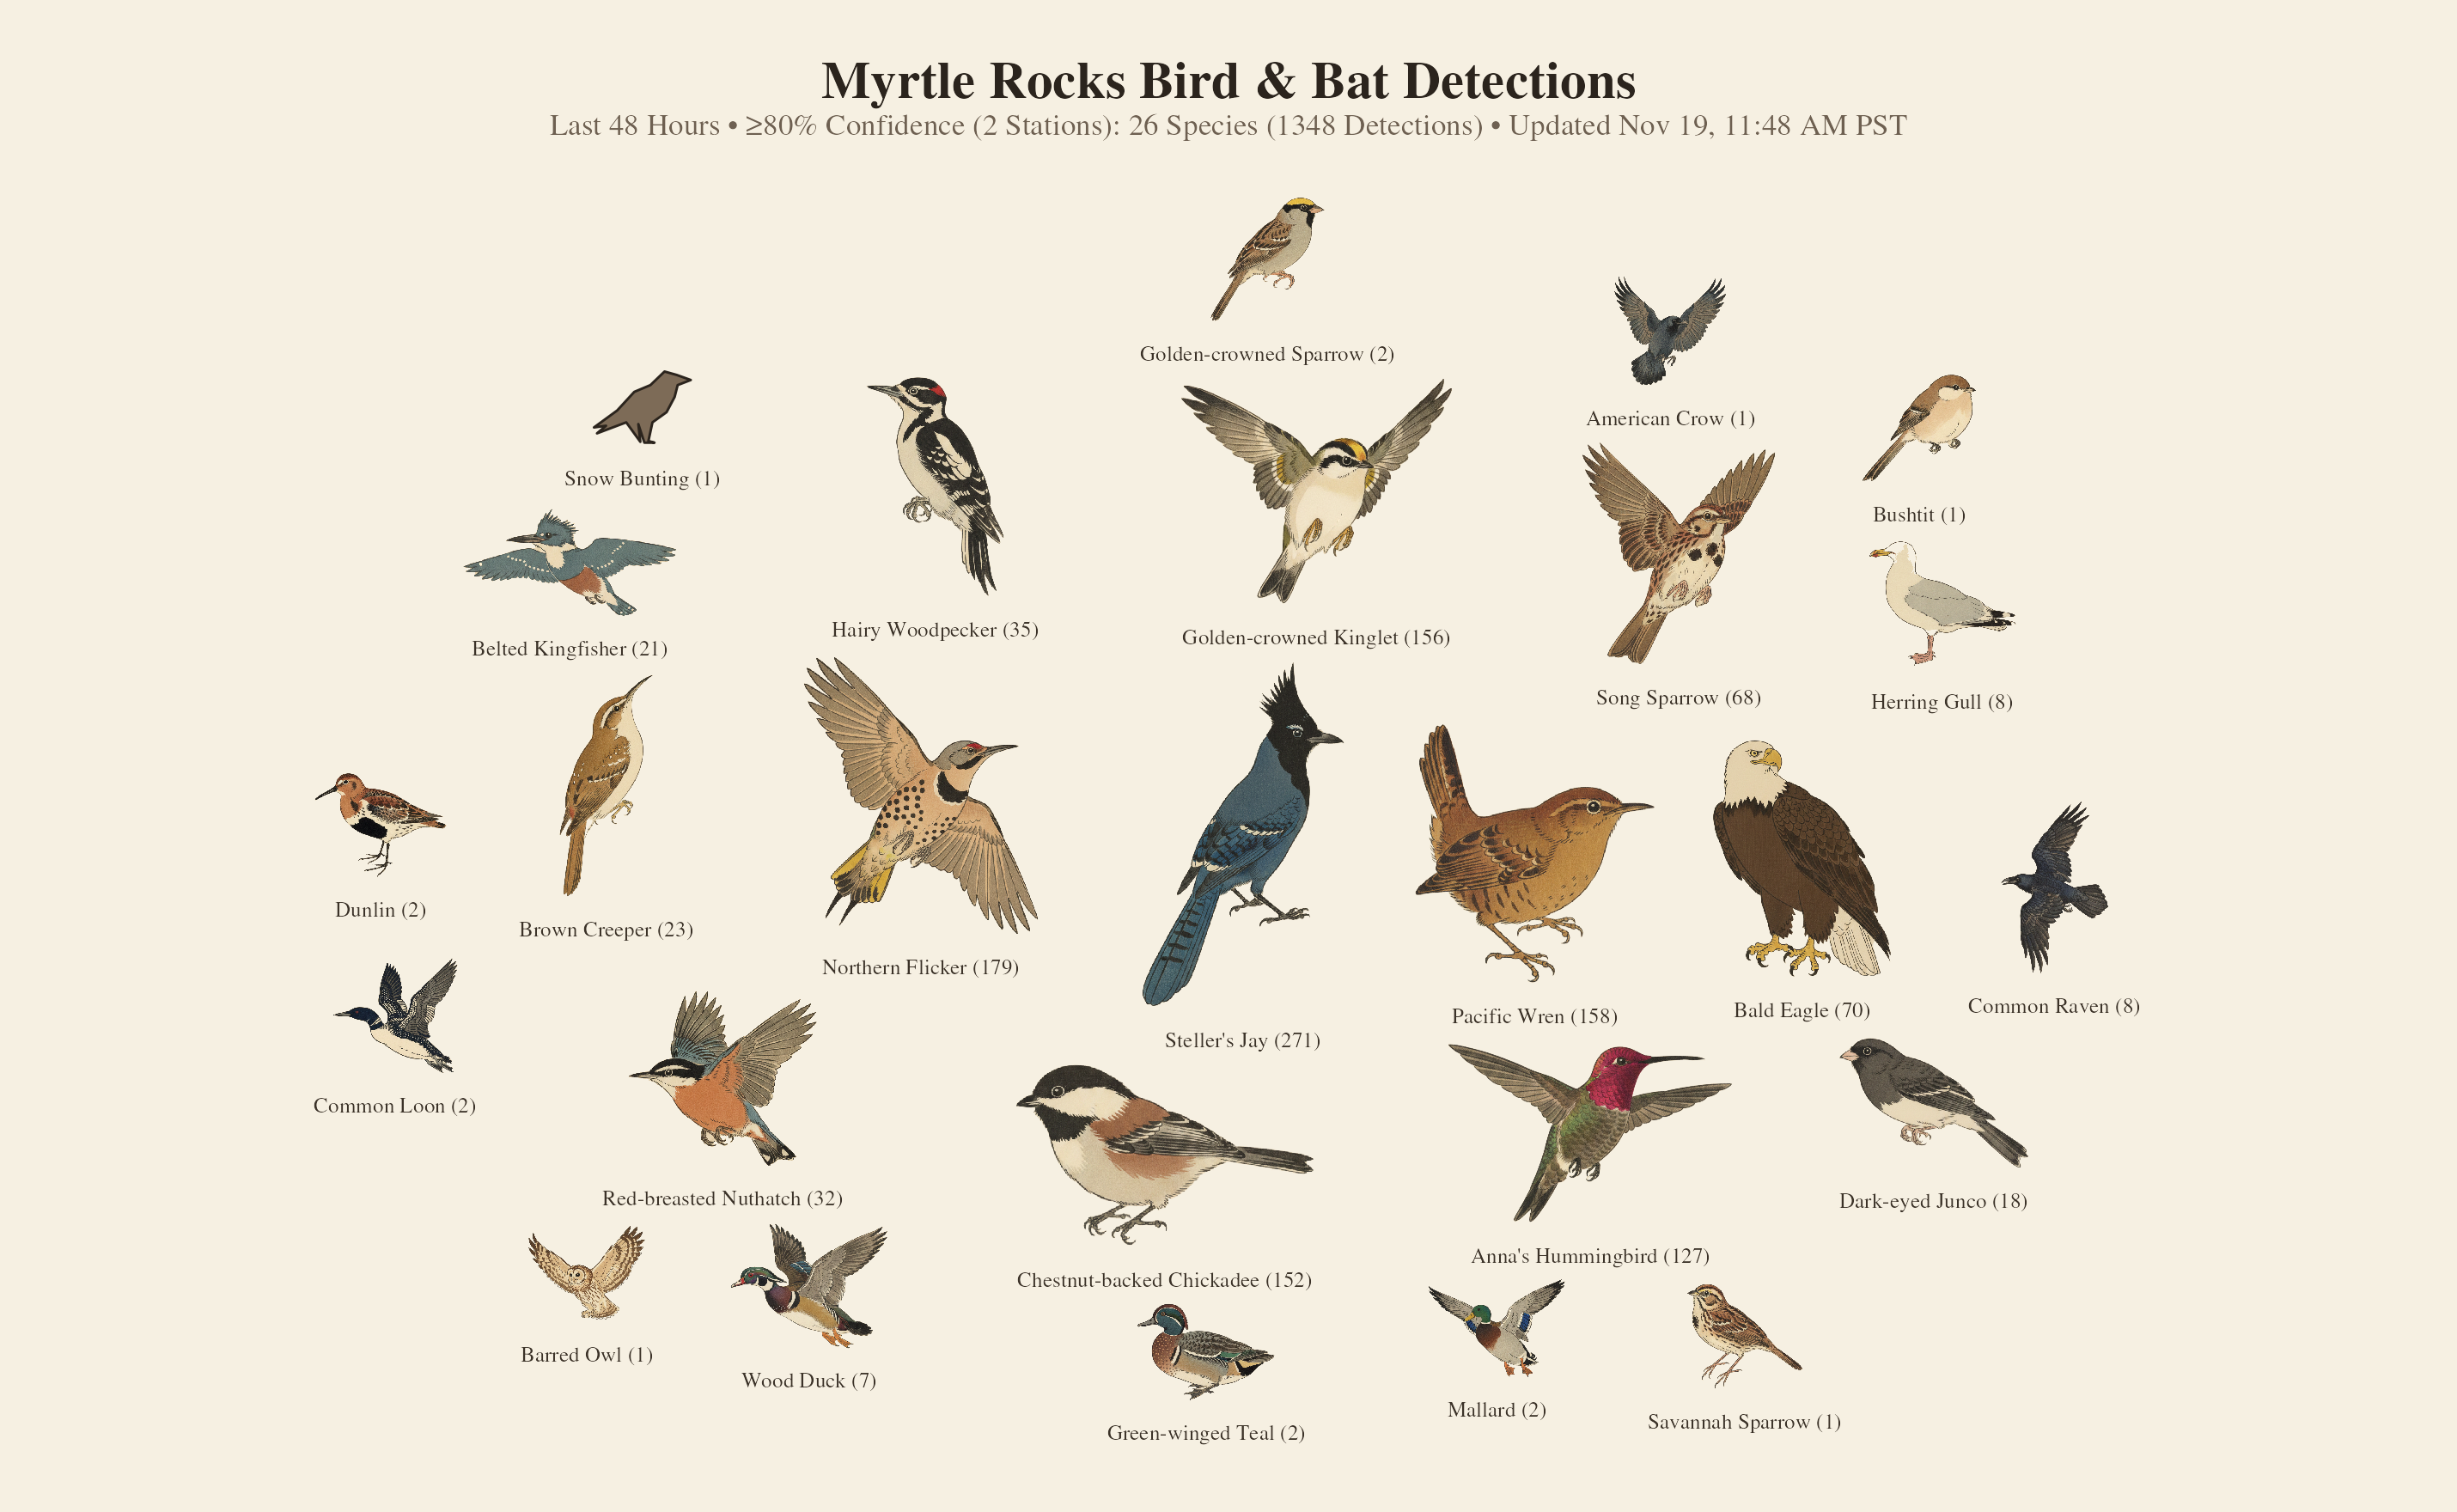 Myrtle Rocks Bird & Bat Detections
Last 48 Hours • ≥80% Confidence (2 Stations): 26 Species (1348 Detections) • Updated Nov 19, 11:48 AM PST
Golden-crowned Sparrow (2)
American Crow (1)
Snow Bunting (1)
Bushtit (1)
Hairy Woodpecker (35)
Golden-crowned Kinglet (156)
Belted Kingfisher (21)
Song Sparrow (68)
Herring Gull (8)
Dunlin (2)
Brown Creeper (23)
Northern Flicker (179)
Steller's Jay (271)
Pacific Wren (158)
Bald Eagle (70)
Common Raven (8)
Common Loon (2)
Red-breasted Nuthatch (32)
Chestnut-backed Chickadee (152)
Anna's Hummingbird (127)
Dark-eyed Junco (18)
Barred Owl (1)
Wood Duck (7)
Green-winged Teal (2)
Mallard (2)
Savannah Sparrow (1)